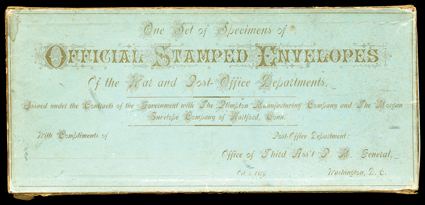 One Set of Specimens of
OFFICIAL STAMPED ENVELOPES
Of the War and Post-Office Departments,
Issued under the Contracts of the Government with The Plimpton Manufacturing Company and The Morgan
Envelope Company of Hartford, Conn.
With Compliments of Post-Office Department
Office of Third Ass't P. M. General,
Washington, D. C.